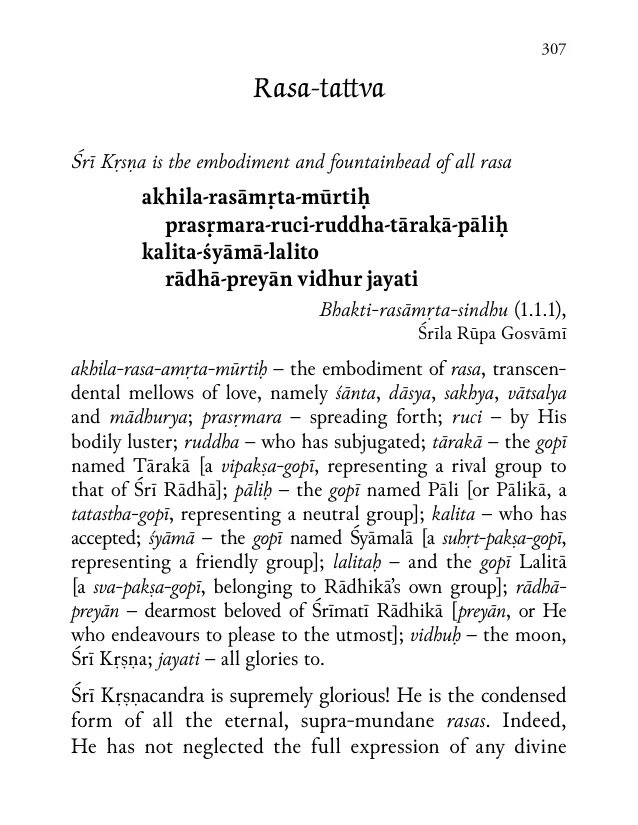 307
Rasa-tattva
Śrī Kṛsṇa is the embodiment and fountainhead of all rasa
akhila-rasāmṛta-mūrtiḥ
prasṛmara-ruci-ruddha-tārakā-pāliḥ
kalita-śyāmā-lalito
rādhā-preyān vidhur jayati
Bhakti-rasāmṛta-sindhu (1.1.1),
Śrīla Rūpa Gosvāmī
akhila-rasa-amṛta-mūrtiḥ – the embodiment of rasa, transcen-
dental mellows of love, namely śānta, dāsya, sakhya, vātsalya
and mādhurya; prasṛmara – spreading forth; ruci – by His
bodily luster; ruddha – who has subjugated; tārakā – the gopī
named Tārakā [a vipakṣa-gopī, representing a rival group to
that of Śrī Rādhā]; pāliḥ – the gopī named Pāli [or Pālikā, a
tatastha-gopī, representing a neutral group]; kalita – who has
accepted; śyāmā – the gopī named Śyāmalā [a suhṛt-pakṣa-gopī,
representing a friendly group]; lalitaḥ – and the gopī Lalitā
[a sva-pakṣa-gopī, belonging to Rādhikā’s own group]; rādhā-
preyān – dearmost beloved of Śrīmatī Rādhikā [preyān, or He
who endeavours to please to the utmost]; vidhuḥ – the moon,
Śrī Kṛṣṇa; jayati – all glories to.
Śrī Kṛṣṇacandra is supremely glorious! He is the condensed
form of all the eternal, supra-mundane rasas. Indeed,
He has not neglected the full expression of any divine